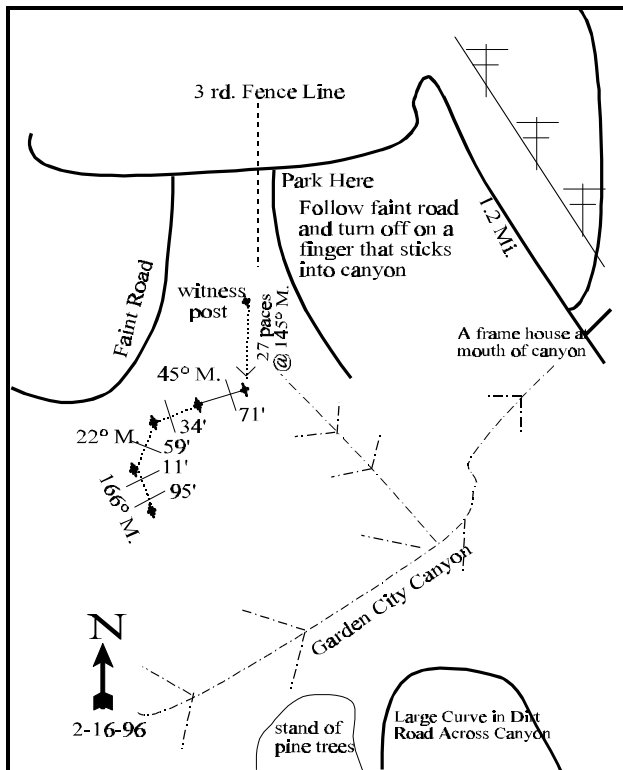 3 rd. Fence Line
Park Here
Follow faint road
and turn off on a
finger that sticks
into canyon
1.2 Mi.
Faint Road
witness
post
27 paces
@ 145° M.
A frame house at
mouth of canyon
45° M.
71'
34'
22° M.
59'
11'
166° M.
95'
Garden City Canyon
N
2-16-96
stand of
pine trees
Large Curve in Dirt
Road Across Canyon